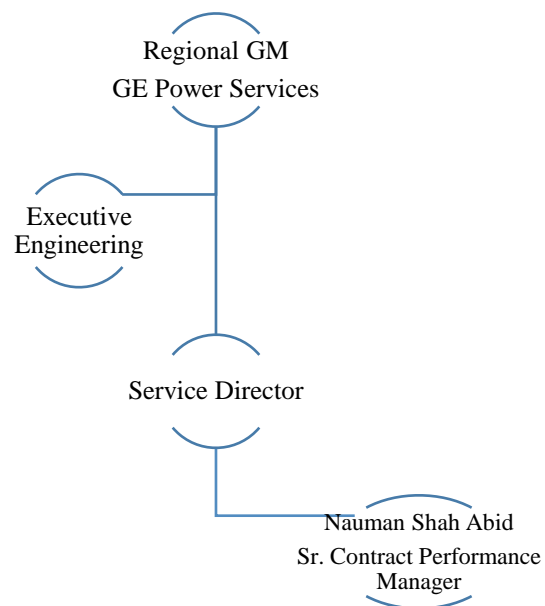 Regional GM
GE Power Services
Executive
Engineering
Service Director
Nauman Shah Abid
Sr. Contract Performance
Manager